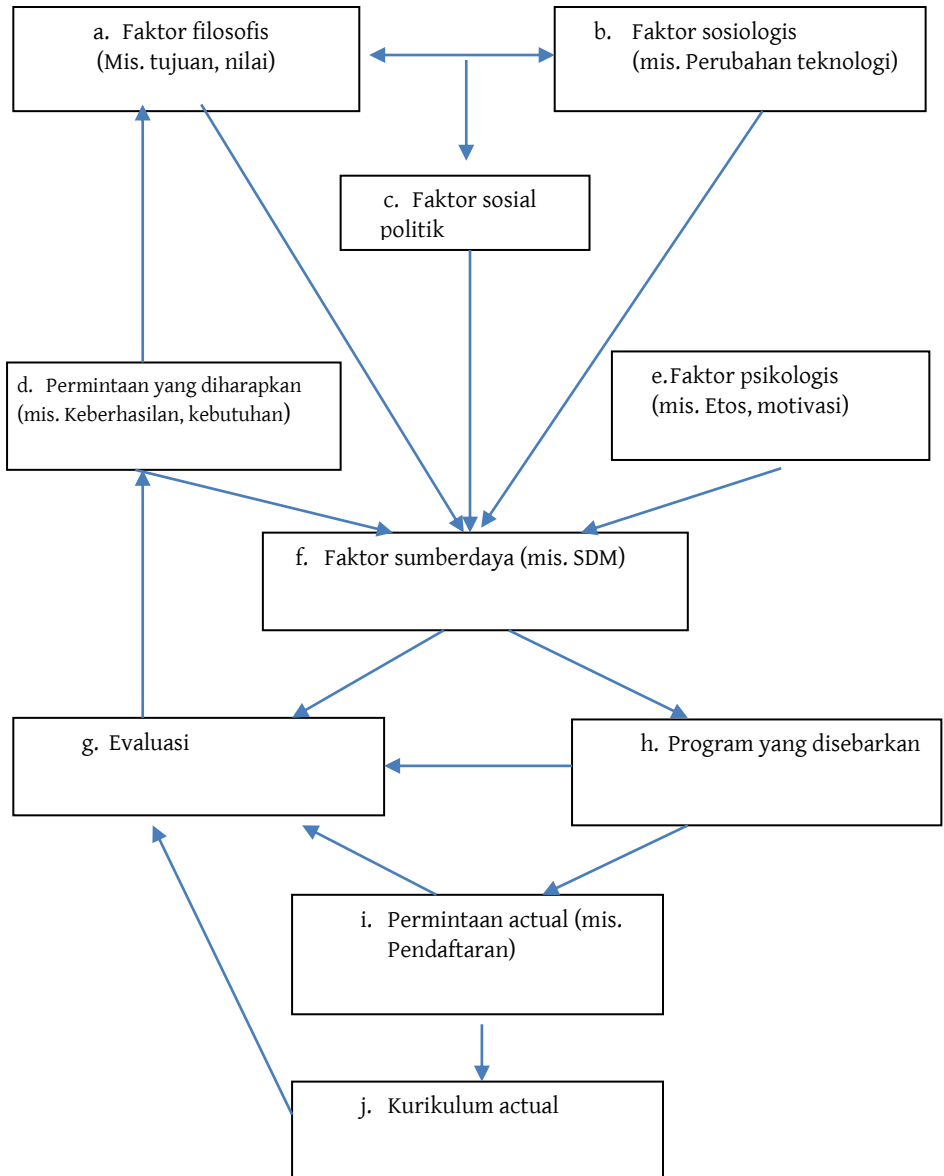 a. Faktor filosofis
(Mis. tujuan, nilai)
b. Faktor sosiologis
(mis. Perubahan teknologi)
c. Faktor sosial
politik
d. Permintaan yang diharapkan
(mis. Keberhasilan, kebutuhan)
e.Faktor psikologis
(mis. Etos, motivasi)
f. Faktor sumberdaya (mis. SDM)
g. Evaluasi
h. Program yang disebarkan
i. Permintaan actual (mis.
Pendaftaran)
j. Kurikulum actual